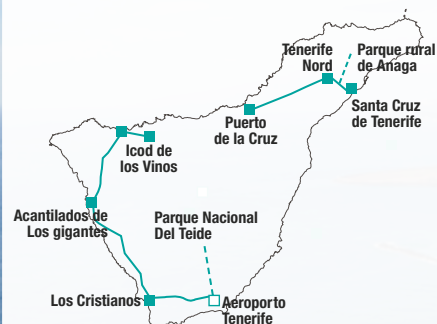 Tenerife
Nord
Parque rural
de Anaga
Santa Cruz
de Tenerife
Puerto
de la Cruz
Icod de
los Vinos
Acantilados de
Los gigantes
Parque Nacional
Del Teide
Los Cristianos
Aeroporto
Tenerife